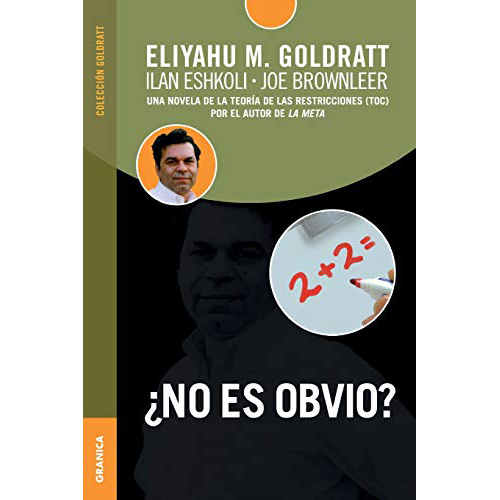 COLECCIÓN GOLDRATT
ELIYAHU M. GOLDRATT
ILAN ESHKOLI • JOE BROWNLEER
UNA NOVELA DE LA TEORÍA DE LAS RESTRICCIONES (TOC)
POR EL AUTOR DE LA META
2+2=
¿NO ES OBVIO?
GRANICA